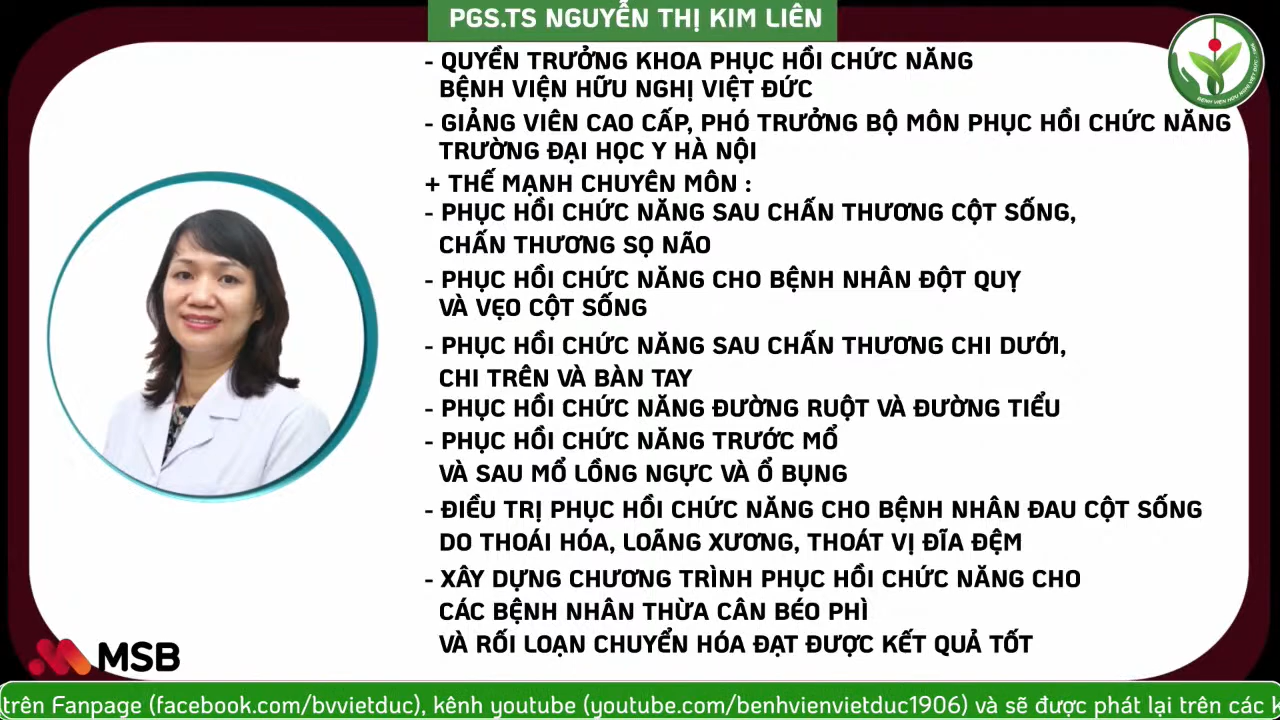 PGS.TS NGUYỄN THỊ KIM LIÊN
- QUYỀN TRƯỞNG KHOA PHỤC HỒI CHỨC NĂNG
BỆNH VIỆN HỮU NGHỊ VIỆT ĐỨC
- GIẢNG VIÊN CAO CẤP, PHÓ TRƯỞNG BỘ MÔN PHỤC HỒI CHỨC NĂNG
TRƯỜNG ĐẠI HỌC Y HÀ NỘI
+ THẾ MẠNH CHUYÊN MÔN :
- PHỤC HỒI CHỨC NĂNG SAU CHẤN THƯƠNG CỘT SỐNG,
CHẤN THƯƠNG SỌ NÃO
- PHỤC HỒI CHỨC NĂNG CHO BỆNH NHÂN ĐỘT QUỴ
VÀ VẸO CỘT SỐNG
- PHỤC HỒI CHỨC NĂNG SAU CHẤN THƯƠNG CHI DƯỚI,
CHI TRÊN VÀ BÀN TAY
- PHỤC HỒI CHỨC NĂNG ĐƯỜNG RUỘT VÀ ĐƯỜNG TIỂU
- PHỤC HỒI CHỨC NĂNG TRƯỚC MỔ
VÀ SAU MỔ LỒNG NGỰC VÀ Ổ BỤNG
- ĐIỀU TRỊ PHỤC HỒI CHỨC NĂNG CHO BỆNH NHÂN ĐAU CỘT SỐNG
DO THOÁI HÓA, LOÃNG XƯƠNG, THOÁT VỊ ĐĨA ĐỆM
- XÂY DỰNG CHƯƠNG TRÌNH PHỤC HỒI CHỨC NĂNG CHO
CÁC BỆNH NHÂN THỪA CÂN BÉO PHÌ
VÀ RỐI LOẠN CHUYỂN HÓA ĐẠT ĐƯỢC KẾT QUẢ TỐT
MSB
trên Fanpage (facebook.com/bvvietduc), kênh youtube (youtube.com/benhvienvietduc1906) và sẽ được phát lại trên các k